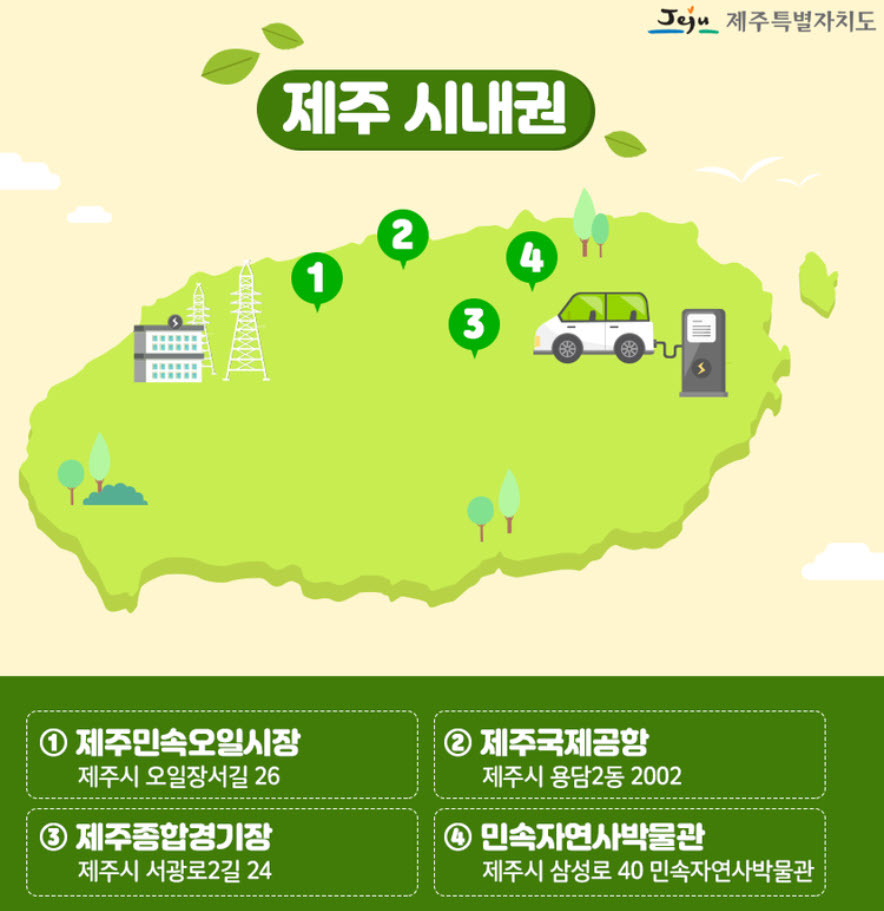 Jeju 제주특별자치도
제주 시내권
2
1
4
3
① 제주민속오일시장
제주시 오일장서길 26
② 제주국제공항
제주시 용담2동 2002
③ 제주종합경기장
제주시 서광로2길 24
④ 민속자연사박물관
제주시 삼성로 40 민속자연사박물관